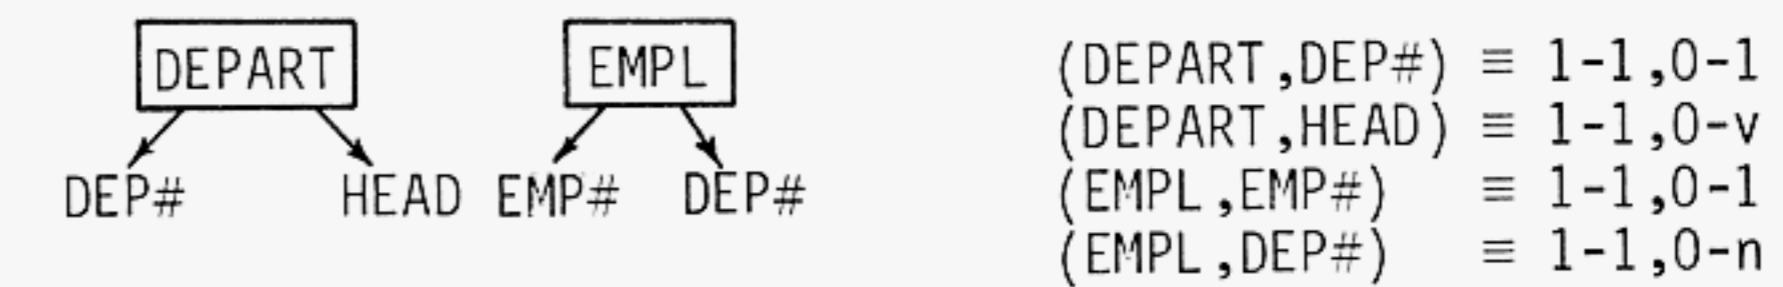 DEPART EMPL
DEP# HEAD EMP# DEP#
(DEPART,DEP#) ≡ 1-1,0-1
(DEPART,HEAD) ≡ 1-1,0-v
(EMPL,EMP#) ≡ 1-1,0-1
(EMPL,DEP#) ≡ 1-1,0-n